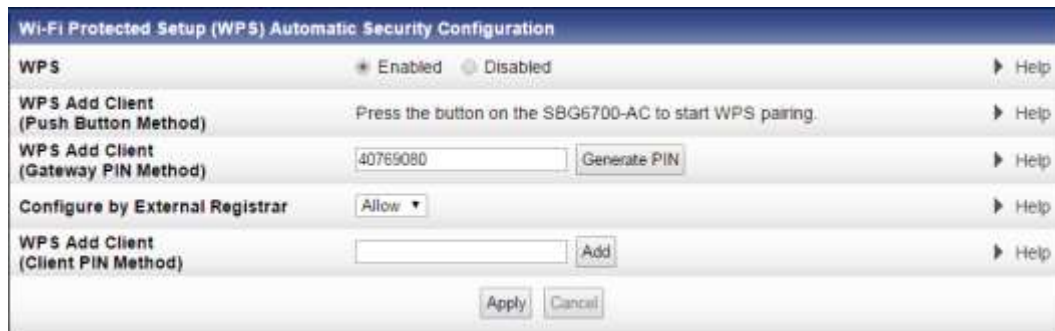 Wi-Fi Protected Setup (WPS) Automatic Security Configuration
WPS Enabled Disabled Help
WPS Add Client
(Push Button Method) Press the button on the SBG6700-AC to start WPS pairing. Help
WPS Add Client
(Gateway PIN Method) 40769080 Generate PIN Help
Configure by External Registrar Allow Help
WPS Add Client
(Client PIN Method) Add Help
Apply Cancel